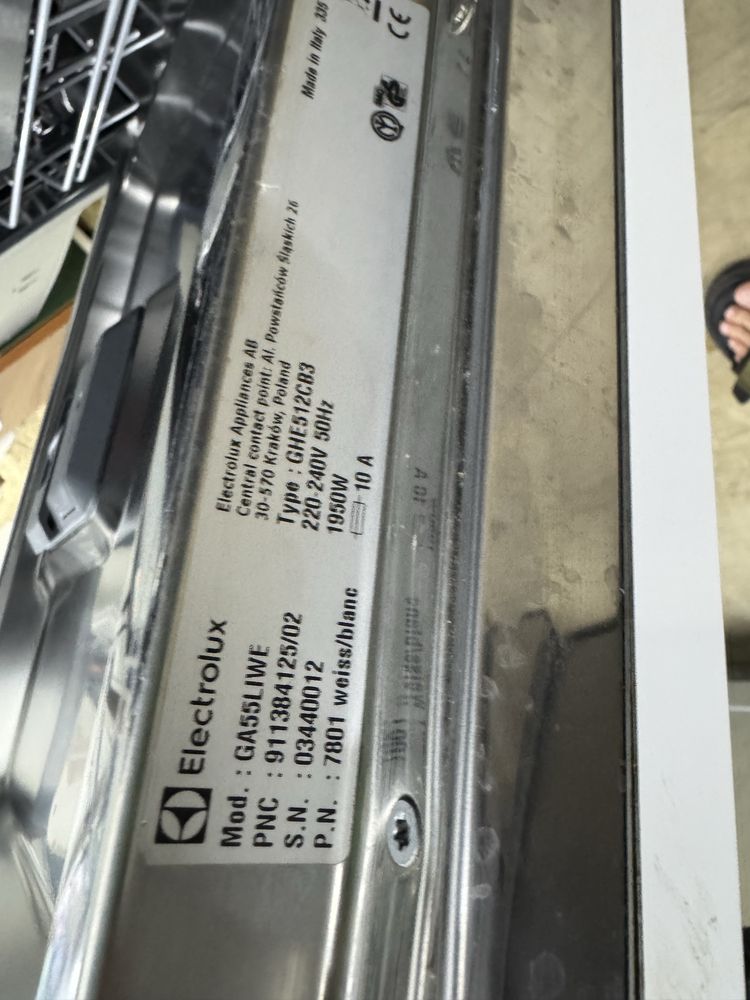 Electrolux
Mod. : GA55LIWE
PNC : 911384125/02
S.N. : 03440012
P.N. : 7801 weiss/blanc
Electrolux Appliances AB
Central contact point: Al. Powstańców Śląskich 26
30-570 Kraków, Poland
Type : GHE512CB3
220-240V 50Hz
1950W
10 A
Made in Italy 335
CE